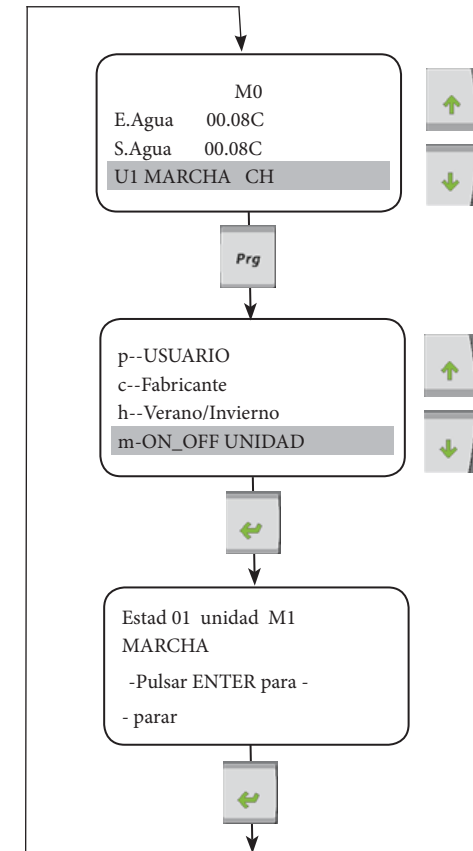 M0
E.Agua 00.08C
S.Agua 00.08C
U1 MARCHA CH
Prg
p--USUARIO
c--Fabricante
h--Verano/Invierno
m-ON_OFF UNIDAD
Estad 01 unidad M1
MARCHA
-Pulsar ENTER para -
- parar